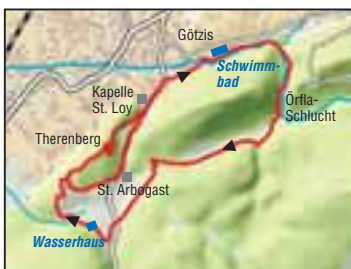 Götzis
Schwimm-
bad
Kapelle
St. Loy
Örfla-
Schlucht
Therenberg
St. Arbogast
Wasserhaus